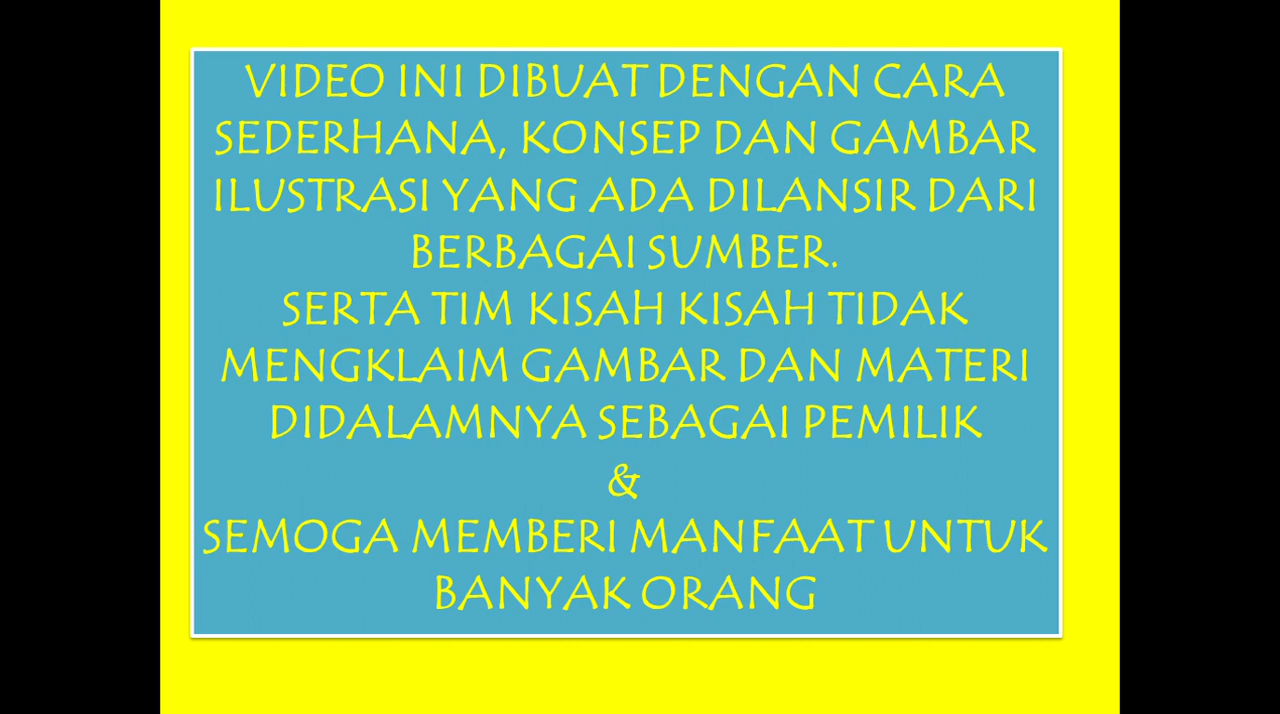 VIDEO INI DIBUAT DENGAN CARA
SEDERHANA, KONSEP DAN GAMBAR
ILUSTRASI YANG ADA DILANSIR DARI
BERBAGAI SUMBER.
SERTA TIM KISAH KISAH TIDAK
MENGKLAIM GAMBAR DAN MATERI
DIDALAMNYA SEBAGAI PEMILIK
&
SEMOGA MEMBERI MANFAAT UNTUK
BANYAK ORANG